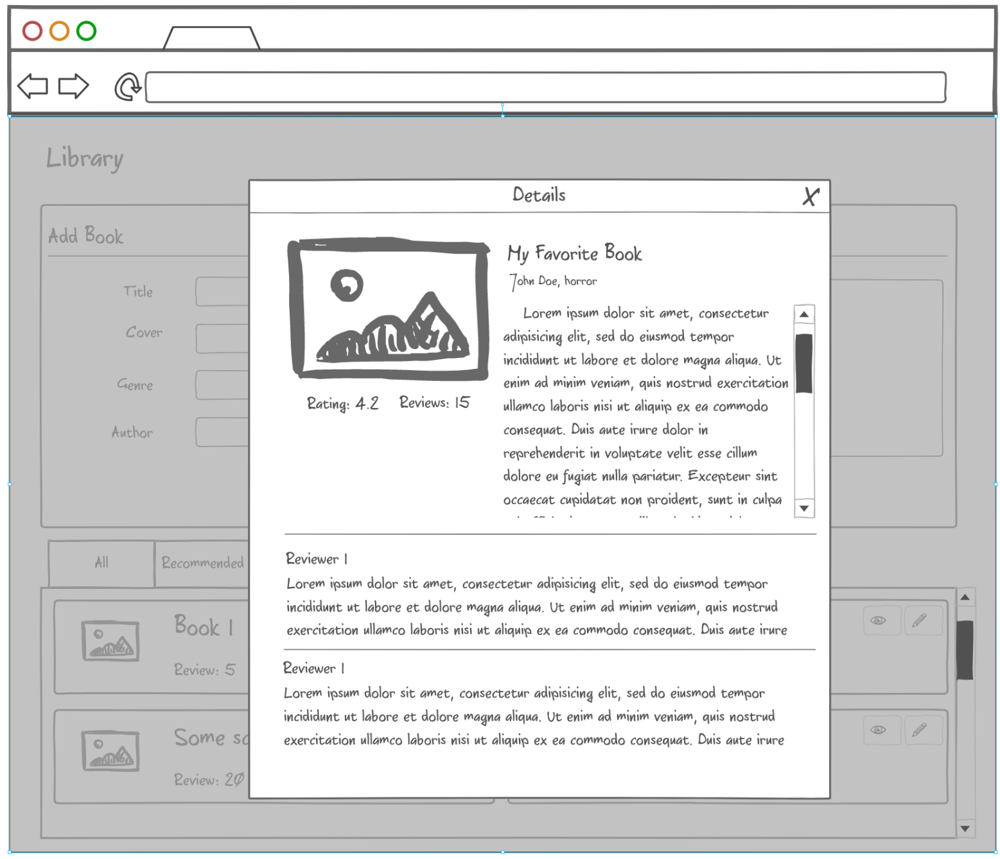 Library
Details
X
Add Book
My Favorite Book
John Doe, horror
Title
Cover
Genre
Author
Rating: 4.2
Reviews: 15
Lorem ipsum dolor sit amet, consectetur
adipisicing elit, sed do eiusmod tempor
incididunt ut labore et dolore magna aliqua. Ut
enim ad minim veniam, quis nostrud exercitation
ullamco laboris nisi ut aliquip ex ea commodo
consequat. Duis aute irure dolor in
reprehenderit in voluptate velit esse cillum
dolore eu fugiat nulla pariatur. Excepteur sint
occaecat cupidatat non proident, sunt in culpa
Reviewer 1
Lorem ipsum dolor sit amet, consectetur adipisicing elit, sed do eiusmod tempor
incididunt ut labore et dolore magna aliqua. Ut enim ad minim veniam, quis nostrud
exercitation ullamco laboris nisi ut aliquip ex ea commodo consequat. Duis aute irure
Reviewer 1
Lorem ipsum dolor sit amet, consectetur adipisicing elit, sed do eiusmod tempor
incididunt ut labore et dolore magna aliqua. Ut enim ad minim veniam, quis nostrud
exercitation ullamco laboris nisi ut aliquip ex ea commodo consequat. Duis aute irure
All
Recommended
Book 1
Review: 5
Some
Review: 20